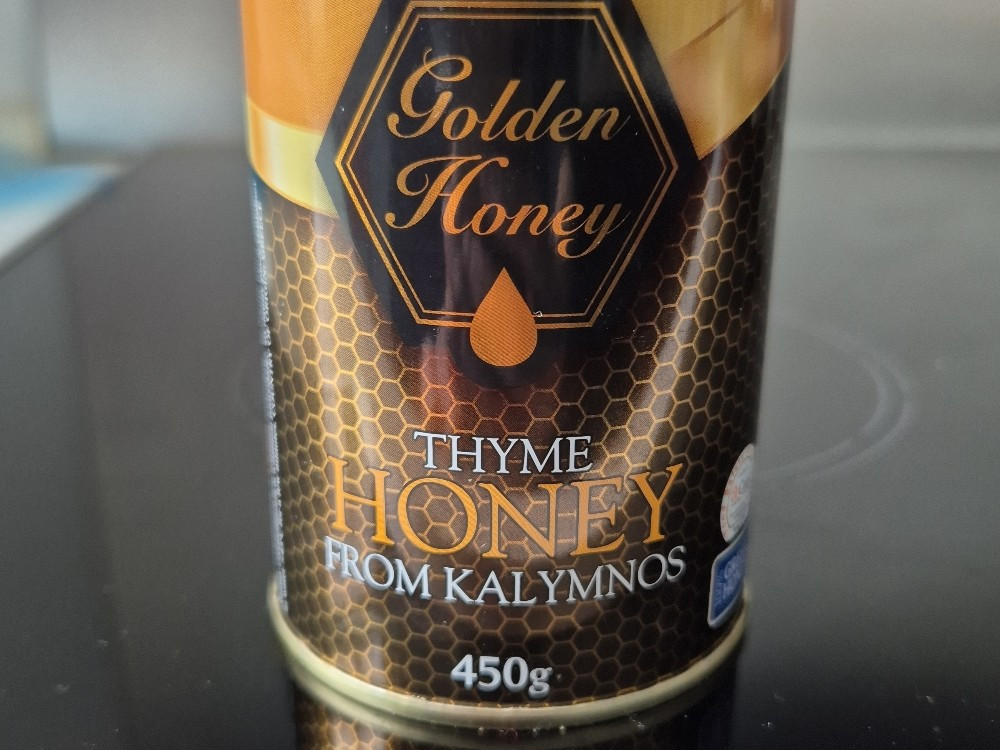 Golden
Honey
THYME
HONEY
FROM KALYMNOS
450g